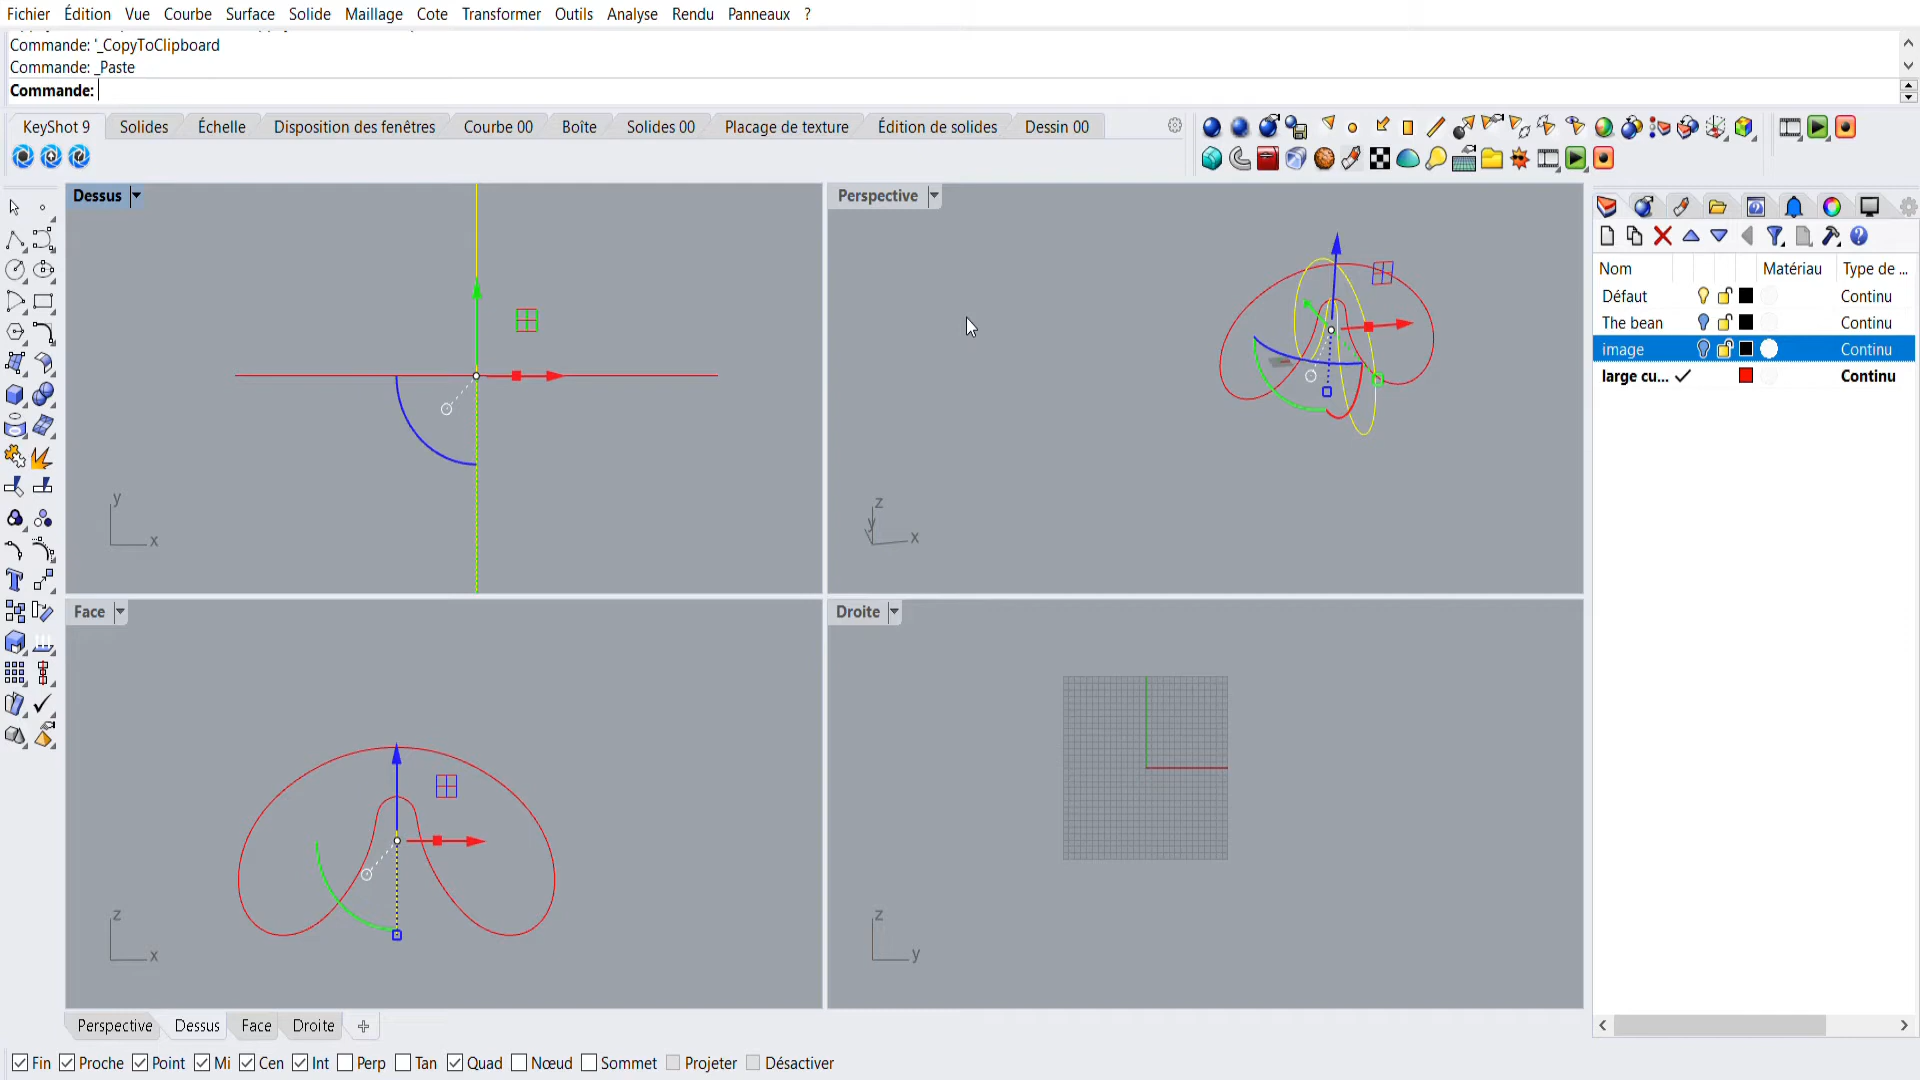 Fichier Édition Vue Courbe Surface Solide Maillage Cote Transformer Outils Analyse Rendu Panneaux ?
Commande: '_CopyToClipboard
Commande: _Paste
Commande:
KeyShot 9 Solides Échelle Disposition des fenêtres Courbe 00 Boîte Solides 00 Placage de texture Édition de solides Dessin 00
Dessus
Perspective
Nom Matériau Type de ...
Défaut Continu
The bean Continu
image Continu
large cu... Continu
y
x
z
y
x
Face
Droite
z
x
z
y
Perspective Dessus Face Droite
Fin Proche Point Mi Cen Int Perp Tan Quad Nœud Sommet Projeter Désactiver